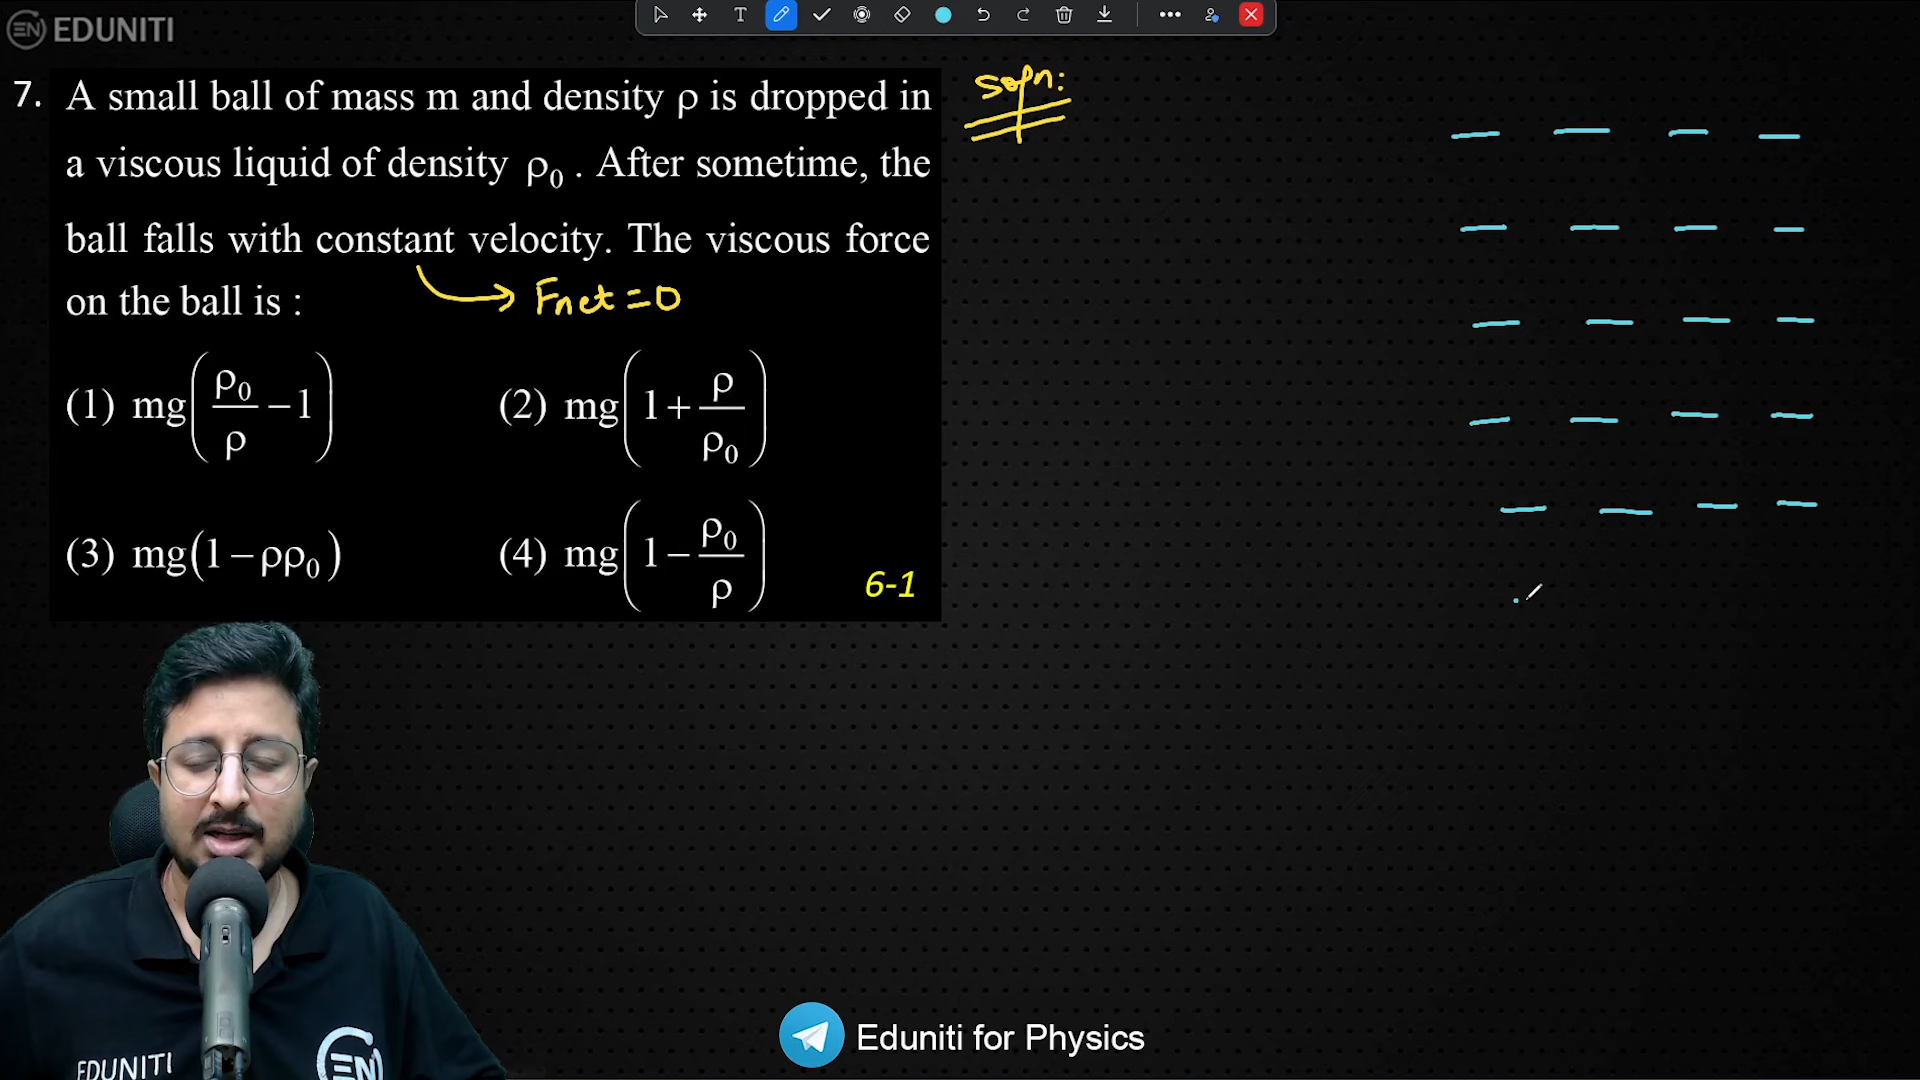 EDUNITI
7. A small ball of mass m and density ρ is dropped in
a viscous liquid of density ρ₀ . After sometime, the
ball falls with constant velocity. The viscous force
on the ball is :
Fnet = 0
(1) mg(ρ₀/ρ − 1)
(2) mg(1 + ρ/ρ₀)
(3) mg(1 − ρρ₀)
(4) mg(1 − ρ₀/ρ)
6-1
Sopn:
EDUNITI
EN
Eduniti for Physics